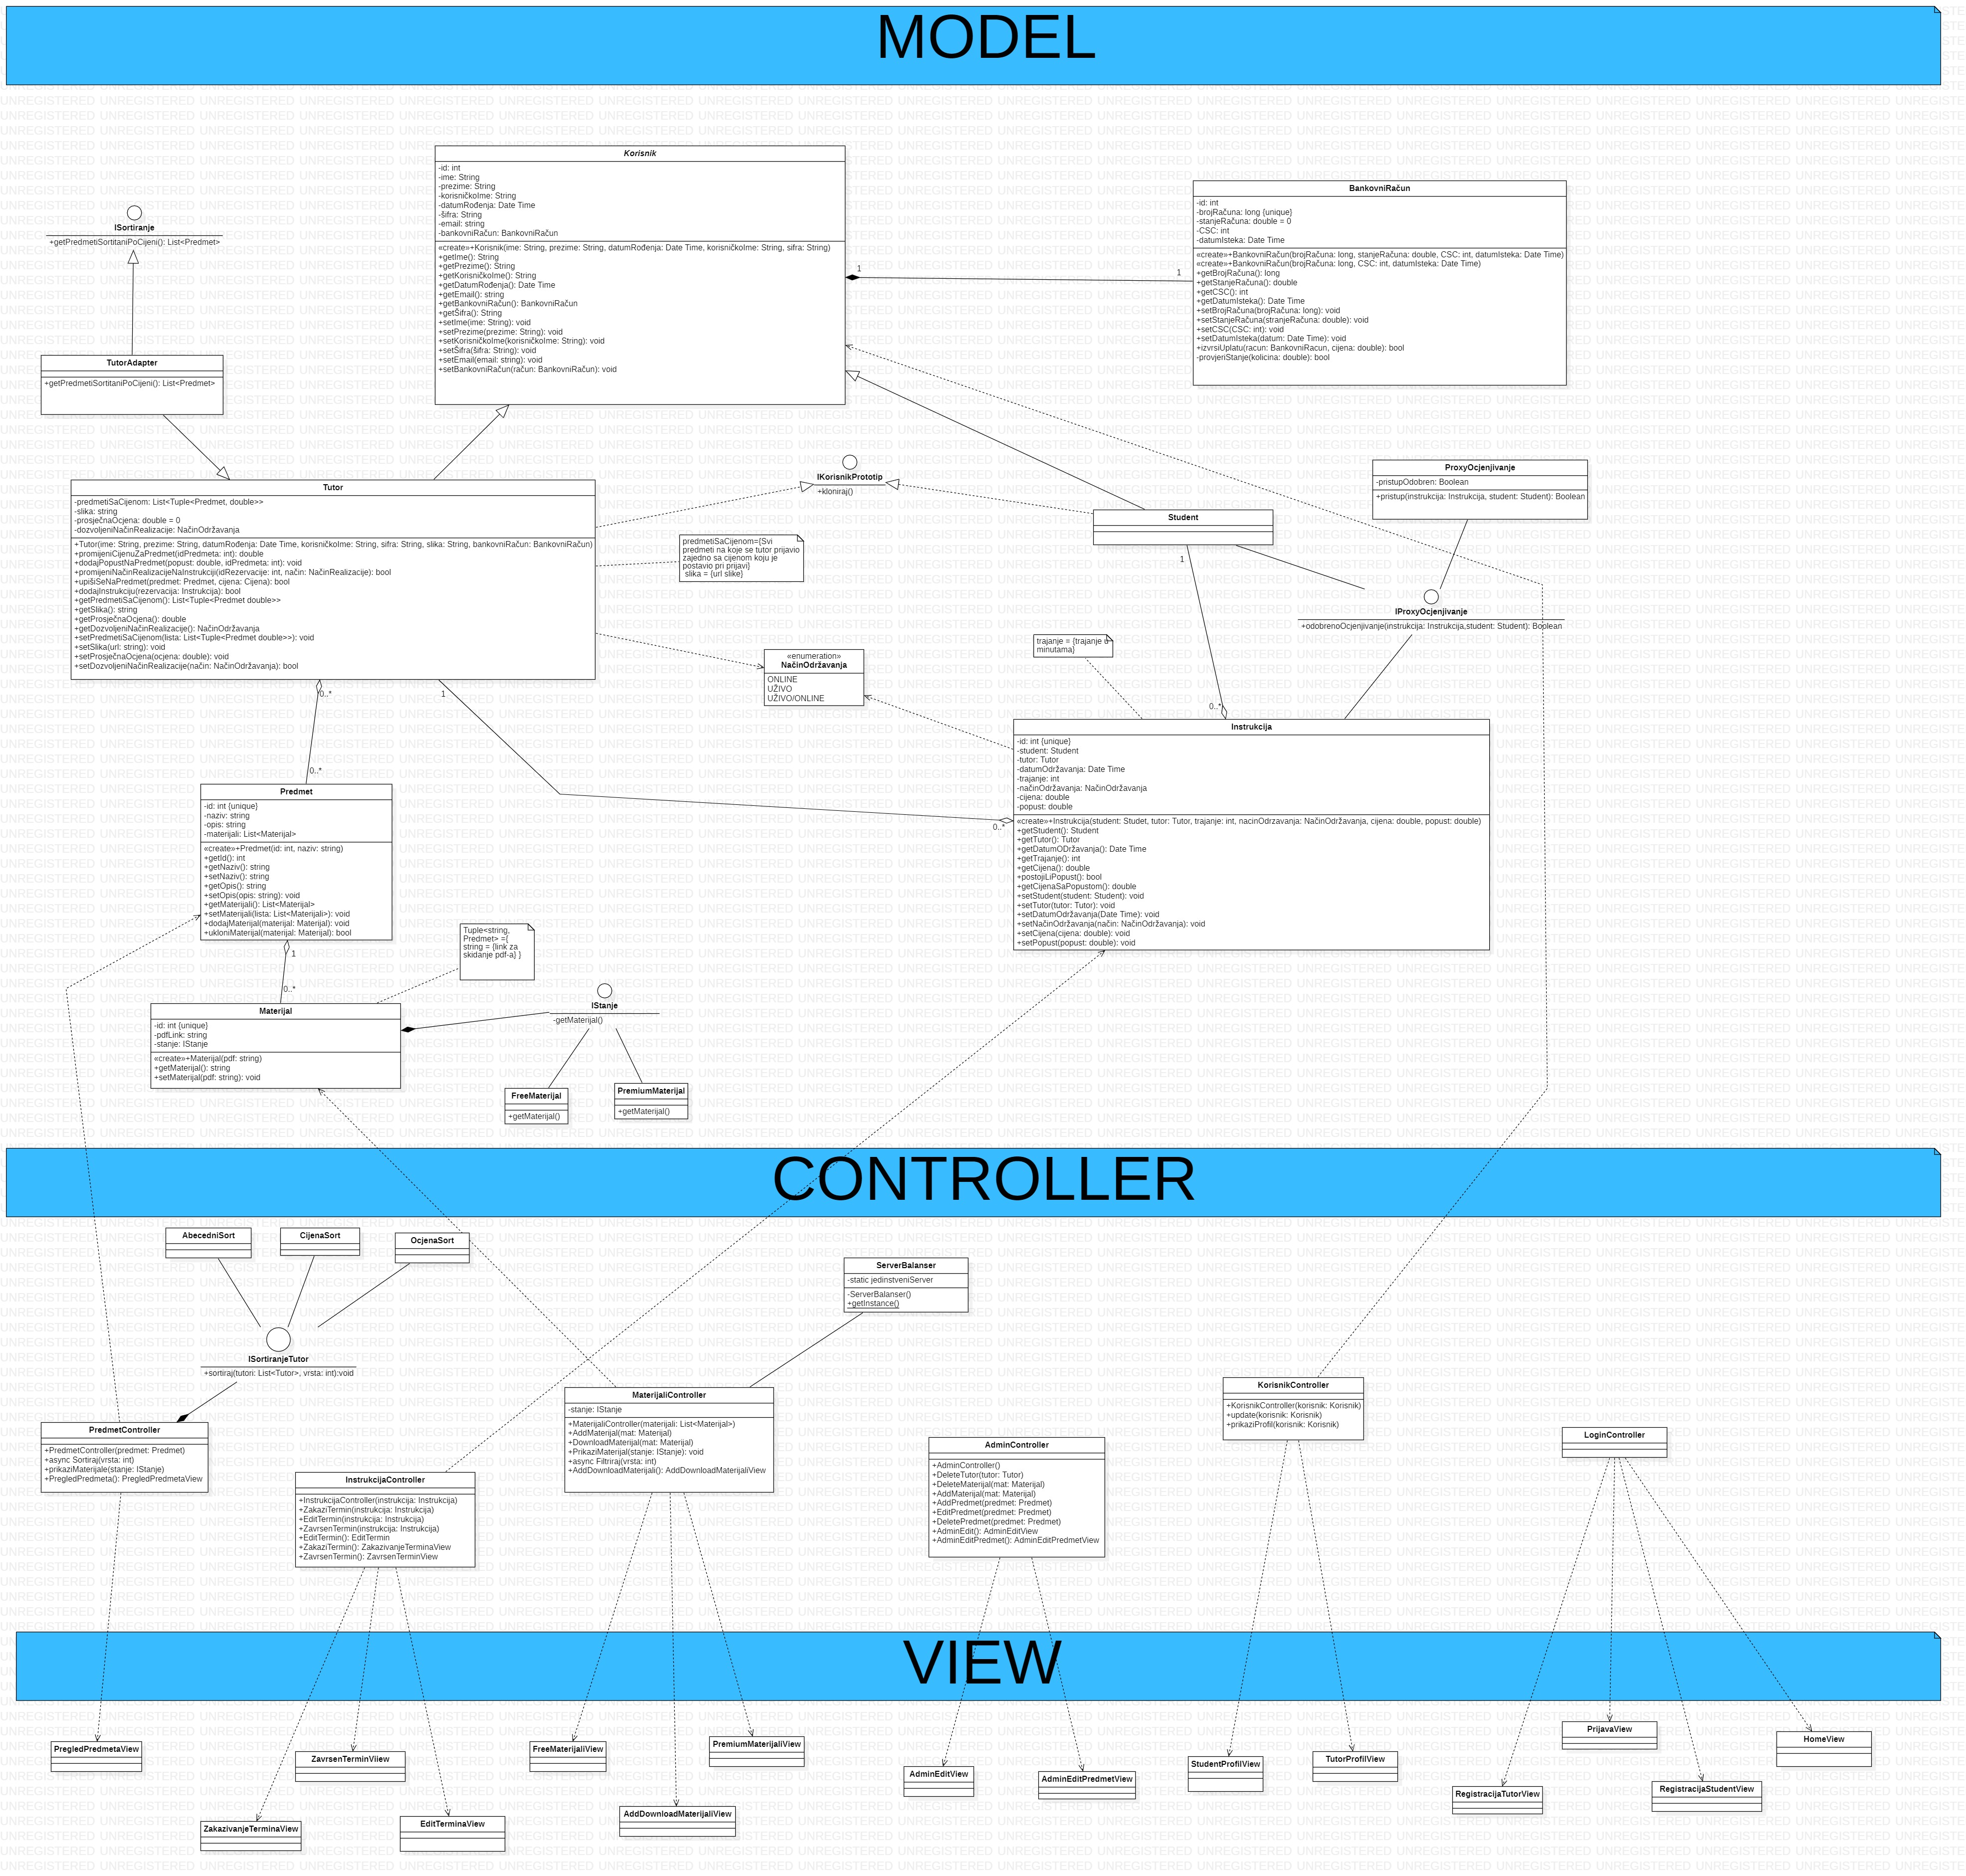 MODEL
Korisnik
-id: int
-ime: String
-prezime: String
-korisničkoIme: String
-datumRođenja: Date Time
-šifra: String
-email: string
-bankovniRačun: BankovniRačun
«create»+Korisnik(ime: String, prezime: String, datumRođenja: Date Time, korisničkoIme: String, sifra: String)
+getIme(): String
+getPrezime(): String
+getKorisničkoIme(): String
+getDatumRođenja(): Date Time
+getEmail(): string
+getBankovniRačun(): BankovniRačun
+getŠifra(): String
+setIme(ime: String): void
+setPrezime(prezime: String): void
+setKorisničkoIme(korisničkoIme: String): void
+setŠifra(šifra: String): void
+setEmail(email: string): void
+setBankovniRačun(račun: BankovniRačun): void
1
1
BankovniRačun
-id: int
-brojRačuna: long {unique}
-stanjeRačuna: double = 0
-CSC: int
-datumIsteka: Date Time
«create»+BankovniRačun(brojRačuna: long, stanjeRačuna: double, CSC: int, datumIsteka: Date Time)
«create»+BankovniRačun(brojRačuna: long, CSC: int, datumIsteka: Date Time)
+getBrojRačuna(): long
+getStanjeRačuna(): double
+getCSC(): int
+getDatumIsteka(): Date Time
+setBrojRačuna(brojRačuna: long): void
+setStanjeRačuna(stranjeRačuna: double): void
+setCSC(CSC: int): void
+setDatumIsteka(datum: Date Time): void
+izvrsiUplatu(racun: BankovniRacun, cijena: double): bool
-provjeriStanje(kolicina: double): bool
ISortiranje
+getPredmetiSortitaniPoCijeni(): List<Predmet>
TutorAdapter
+getPredmetiSortitaniPoCijeni(): List<Predmet>
Tutor
-predmetiSaCijenom: List<Tuple<Predmet, double>>
-slika: string
-prosječnaOcjena: double = 0
-dozvoljeniNačinRealizacije: NačinOdržavanja
+Tutor(ime: String, prezime: String, datumRođenja: Date Time, korisničkoIme: String, sifra: String, slika: String, bankovniRačun: BankovniRačun)
+promijeniCijenuZaPredmet(idPredmeta: int): double
+dodajPopustNaPredmet(popust: double, idPredmeta: int): void
+promijeniNačinRealizacijeNaInstrukciji(idRezervacije: int, način: NačinRealizacije): bool
+upišiSeNaPredmet(predmet: Predmet, cijena: Cijena): bool
+dodajInstrukciju(rezervacija: Instrukcija): bool
+getPredmetiSaCijenom(): List<Tuple<Predmet double>>
+getSlika(): string
+getProsječnaOcjena(): double
+getDozvoljeniNačinRealizacije(): NačinOdržavanja
+setPredmetiSaCijenom(lista: List<Tuple<Predmet double>>): void
+setSlika(url: string): void
+setProsječnaOcjena(ocjena: double): void
+setDozvoljeniNačinRealizacije(način: NačinOdržavanja): bool
0..*
1
0..*
IKorisnikPrototip
+kloniraj()
predmetiSaCijenom={Svi
predmeti na koje se tutor prijavio
zajedno sa cijenom koju je
postavio pri prijavi}
slika = {url slike}
«enumeration»
NačinOdržavanja
ONLINE
UŽIVO
UŽIVO/ONLINE
Student
1
ProxyOcjenjivanje
-pristupOdobren: Boolean
+pristup(instrukcija: Instrukcija, student: Student): Boolean
IProxyOcjenjivanje
+odobrenoOcjenjivanje(instrukcija: Instrukcija,student: Student): Boolean
trajanje = {trajanje u
minutama}
0..*
0..*
Instrukcija
-id: int {unique}
-student: Student
-tutor: Tutor
-datumOdržavanja: Date Time
-trajanje: int
-načinOdržavanja: NačinOdržavanja
-cijena: double
-popust: double
«create»+Instrukcija(student: Studet, tutor: Tutor, trajanje: int, nacinOdrzavanja: NačinOdržavanja, cijena: double, popust: double)
+getStudent(): Student
+getTutor(): Tutor
+getDatumODržavanja(): Date Time
+getTrajanje(): int
+getCijena(): double
+postojiLiPopust(): bool
+getCijenaSaPopustom(): double
+setStudent(student: Student): void
+setTutor(tutor: Tutor): void
+setDatumOdržavanja(Date Time): void
+setNačinOdržavanja(način: NačinOdržavanja): void
+setCijena(cijena: double): void
+setPopust(popust: double): void
Predmet
-id: int {unique}
-naziv: string
-opis: string
-materijali: List<Materijal>
«create»+Predmet(id: int, naziv: string)
+getId(): int
+getNaziv(): string
+setNaziv(): string
+getOpis(): string
+setOpis(opis: string): void
+getMaterijali(): List<Materijal>
+setMaterijali(lista: List<Materijali>): void
+dodajMaterijal(materijal: Materijal): void
+ukloniMaterijal(materijal: Materijal): bool
1
0..*
Tuple<string,
Predmet> ={
string = {link za
skidanje pdf-a} }
Materijal
-id: int {unique}
-pdfLink: string
-stanje: IStanje
«create»+Materijal(pdf: string)
+getMaterijal(): string
+setMaterijal(pdf: string): void
IStanje
-getMaterijal()
FreeMaterijal
+getMaterijal()
PremiumMaterijal
+getMaterijal()
CONTROLLER
AbecedniSort
CijenaSort
OcjenaSort
ISortiranjeTutor
+sortiraj(tutori: List<Tutor>, vrsta: int):void
ServerBalanser
-static jedinstveniServer
-ServerBalanser()
+getInstance()
PredmetController
+PredmetController(predmet: Predmet)
+async Sortiraj(vrsta: int)
+prikaziMaterijale(stanje: IStanje)
+PregledPredmeta(): PregledPredmetaView
InstrukcijaController
+InstrukcijaController(instrukcija: Instrukcija)
+ZakaziTermin(instrukcija: Instrukcija)
+EditTermin(instrukcija: Instrukcija)
+ZavrsenTermin(instrukcija: Instrukcija)
+EditTermin(): EditTermin
+ZakaziTermin(): ZakazivanjeTerminaView
+ZavrsenTermin(): ZavrsenTerminView
MaterijaliController
-stanje: IStanje
+MaterijaliController(materijali: List<Materijal>)
+AddMaterijal(mat: Materijal)
+DownloadMaterijal(mat: Materijal)
+PrikaziMaterijal(stanje: IStanje): void
+async Filtriraj(vrsta: int)
+AddDownloadMaterijali(): AddDownloadMaterijaliView
AdminController
+AdminController()
+DeleteTutor(tutor: Tutor)
+DeleteMaterijal(mat: Materijal)
+AddMaterijal(mat: Materijal)
+AddPredmet(predmet: Predmet)
+EditPredmet(predmet: Predmet)
+DeletePredmet(predmet: Predmet)
+AdminEdit(): AdminEditView
+AdminEditPredmet(): AdminEditPredmetView
KorisnikController
+KorisnikController(korisnik: Korisnik)
+update(korisnik: Korisnik)
+prikaziProfil(korisnik: Korisnik)
LoginController
VIEW
PregledPredmetaView
ZavrsenTerminViiew
ZakazivanjeTerminaView
EditTerminaView
FreeMaterijaliView
PremiumMaterijaliView
AddDownloadMaterijaliView
AdminEditView
AdminEditPredmetView
StudentProfilView
TutorProfilView
PrijavaView
HomeView
RegistracijaTutorView
RegistracijaStudentView